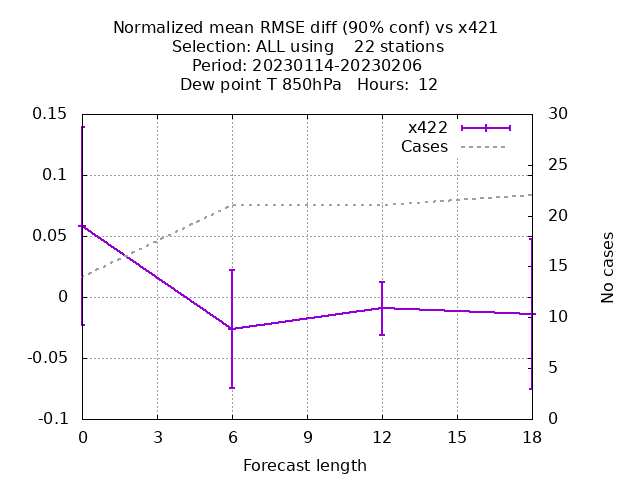 Normalized mean RMSE diff (90% conf) vs x421
Selection: ALL using    22 stations
Period: 20230114-20230206
Dew point T 850hPa   Hours:  12
0.15
0.1
0.05
0
-0.05
-0.1
30
25
20
15
10
5
0
x422
Cases
No cases
0 3 6 9 12 15 18
Forecast length